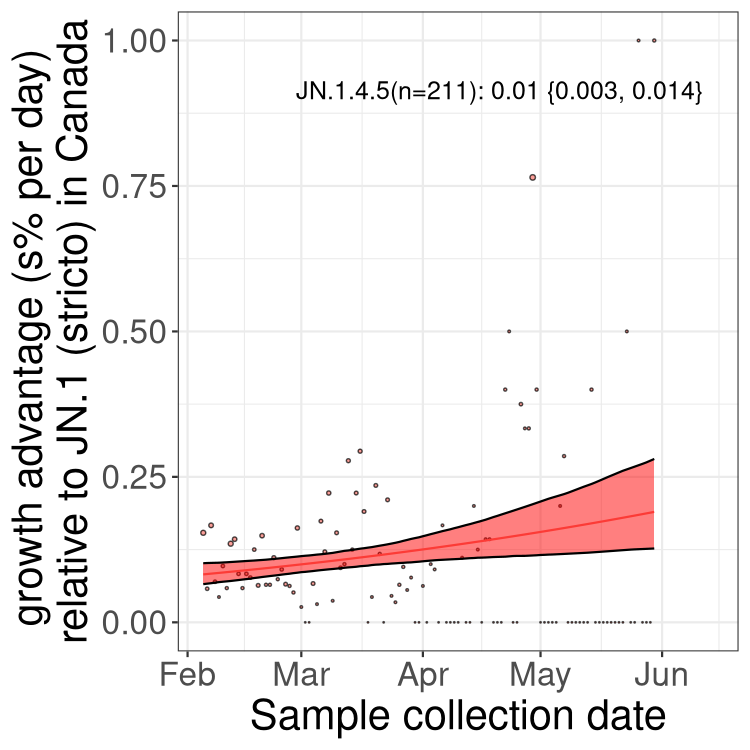 growth advantage (s% per day)
relative to JN.1 (stricto) in Canada
1.00
0.75
0.50
0.25
0.00
JN.1.4.5(n=211): 0.01 {0.003, 0.014}
Feb Mar Apr May Jun
Sample collection date